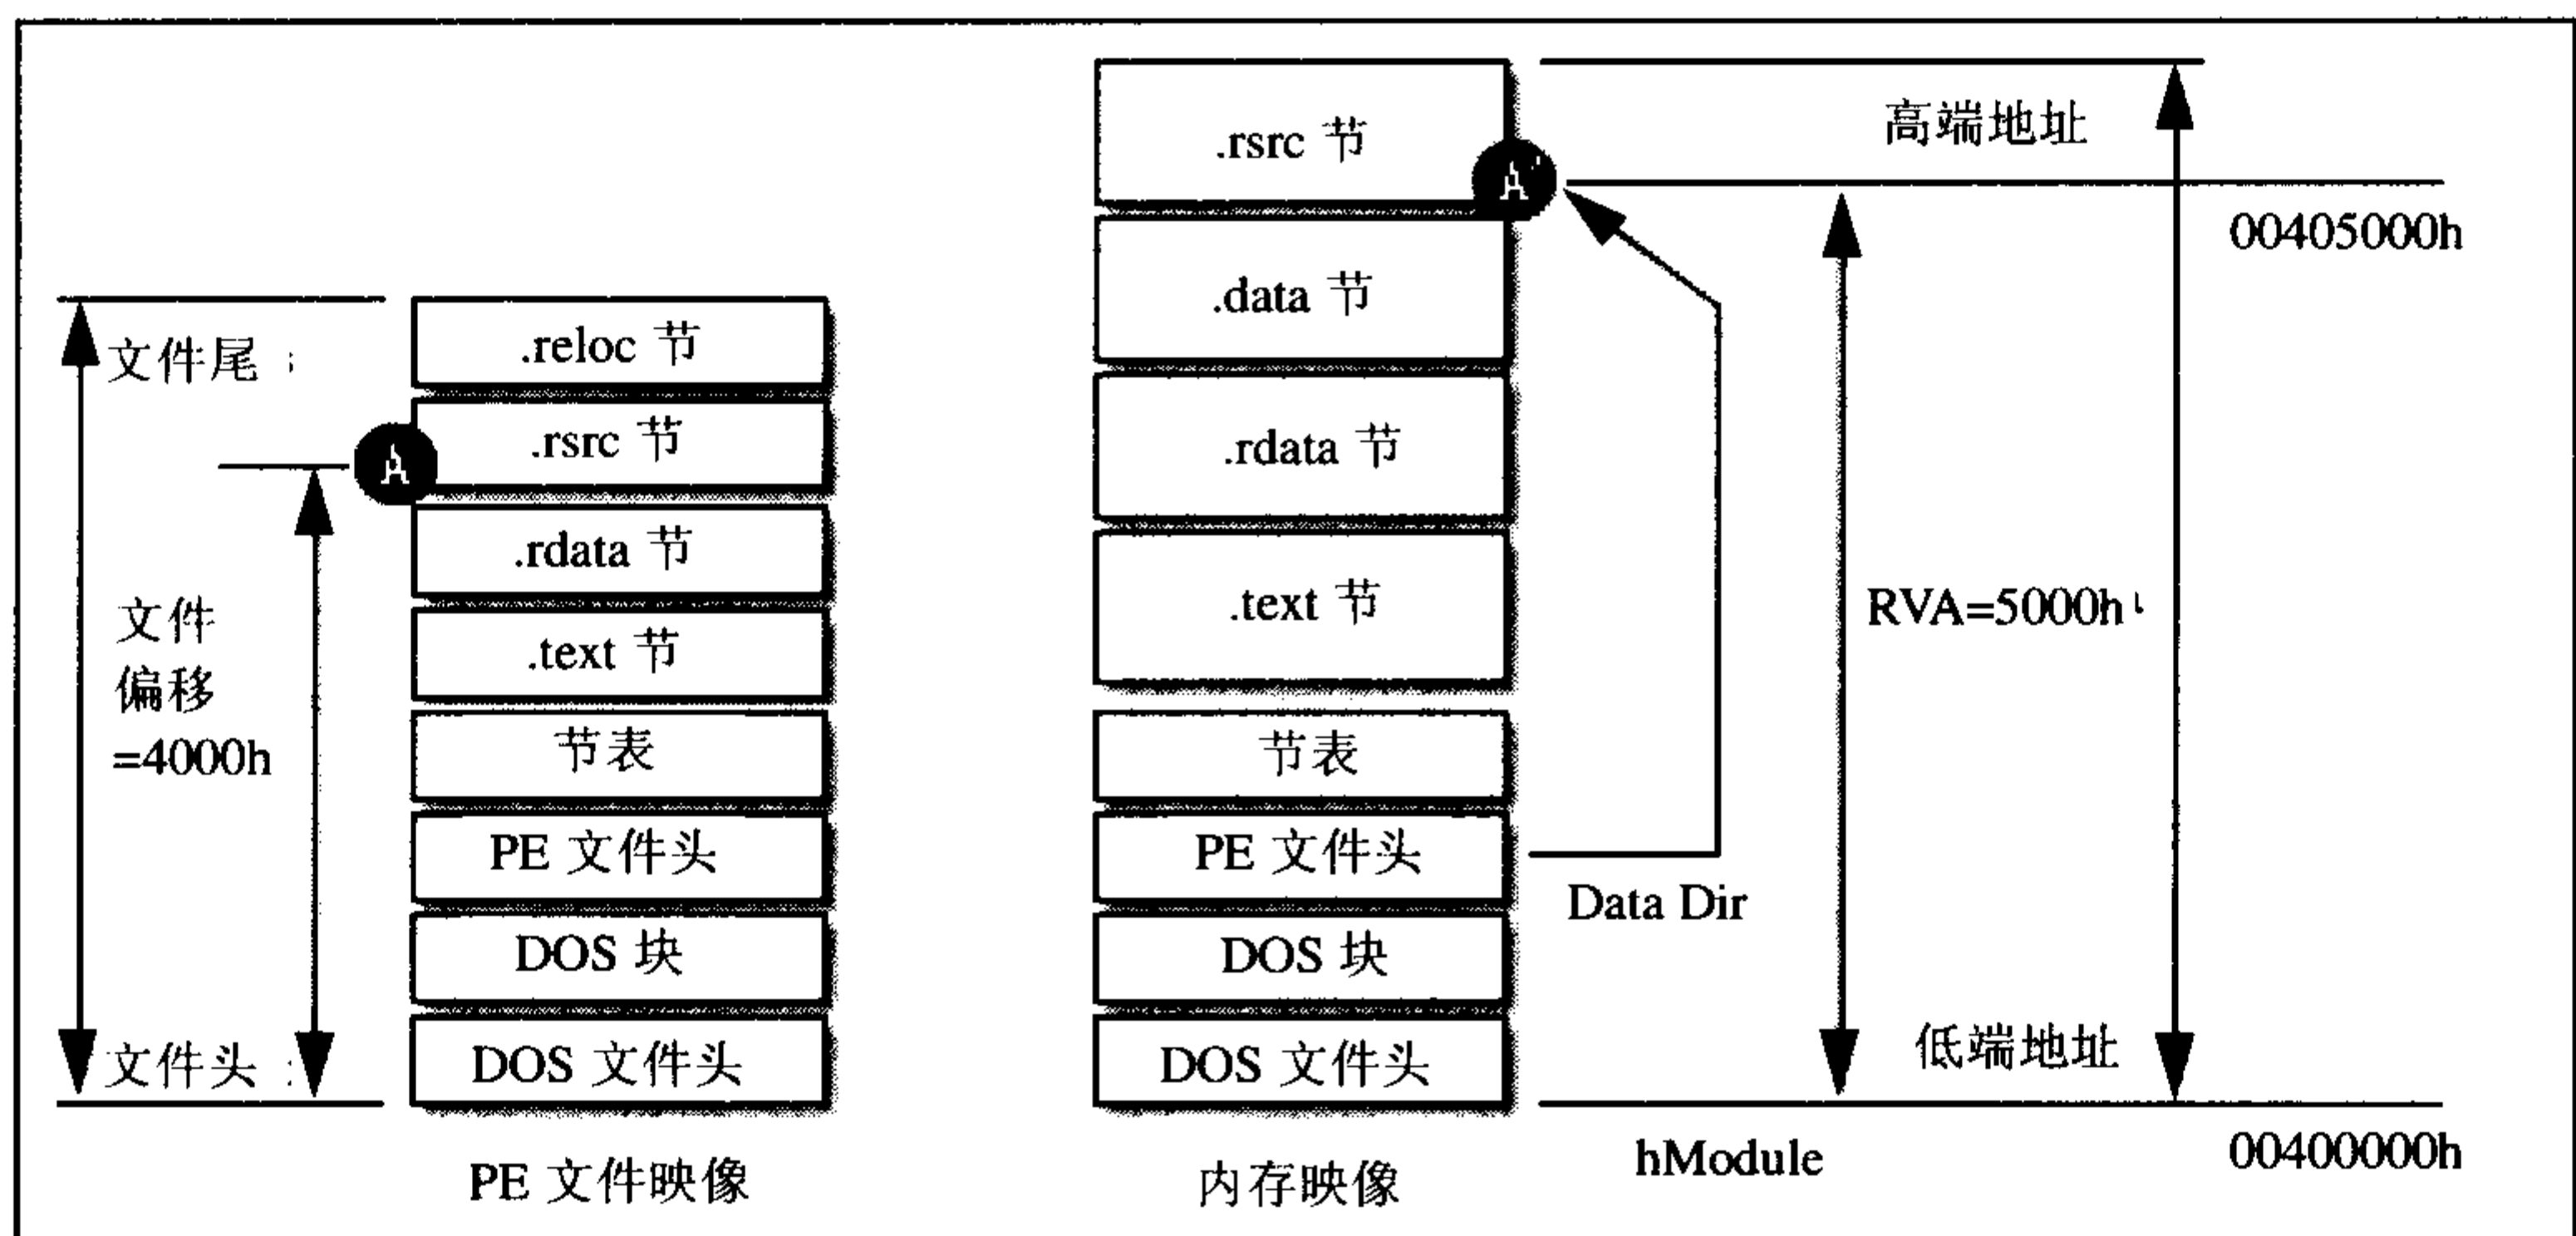 文件尾
文件
偏移
=4000h
文件头
A
.reloc 节
.rsrc 节
.rdata 节
.text 节
节表
PE 文件头
DOS 块
DOS 文件头
PE 文件映像
.rsrc 节
A
.data 节
.rdata 节
.text 节
节表
PE 文件头
DOS 块
DOS 文件头
内存映像
Data Dir
hModule
高端地址
00405000h
RVA=5000h
低端地址
00400000h